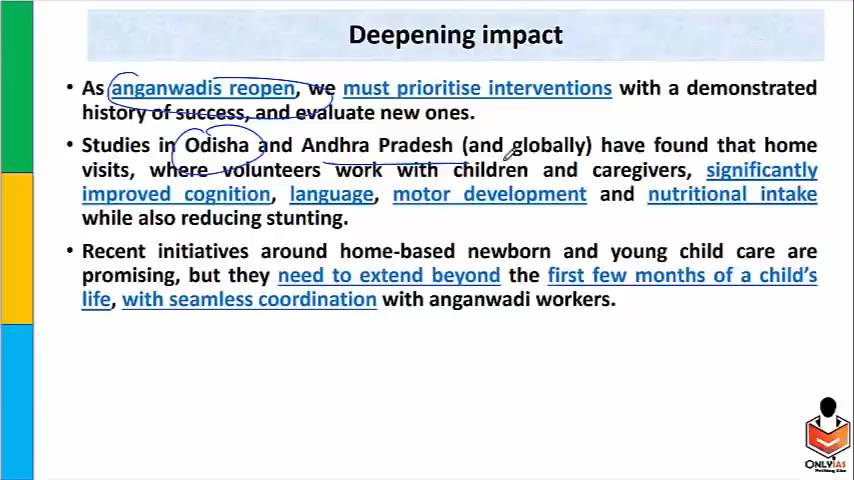 Deepening impact
• As anganwadis reopen, we must prioritise interventions with a demonstrated
history of success, and evaluate new ones.
• Studies in Odisha and Andhra Pradesh (and globally) have found that home
visits, where volunteers work with children and caregivers, significantly
improved cognition, language, motor development and nutritional intake
while also reducing stunting.
• Recent initiatives around home-based newborn and young child care are
promising, but they need to extend beyond the first few months of a child's
life, with seamless coordination with anganwadi workers.
ONLYIAS